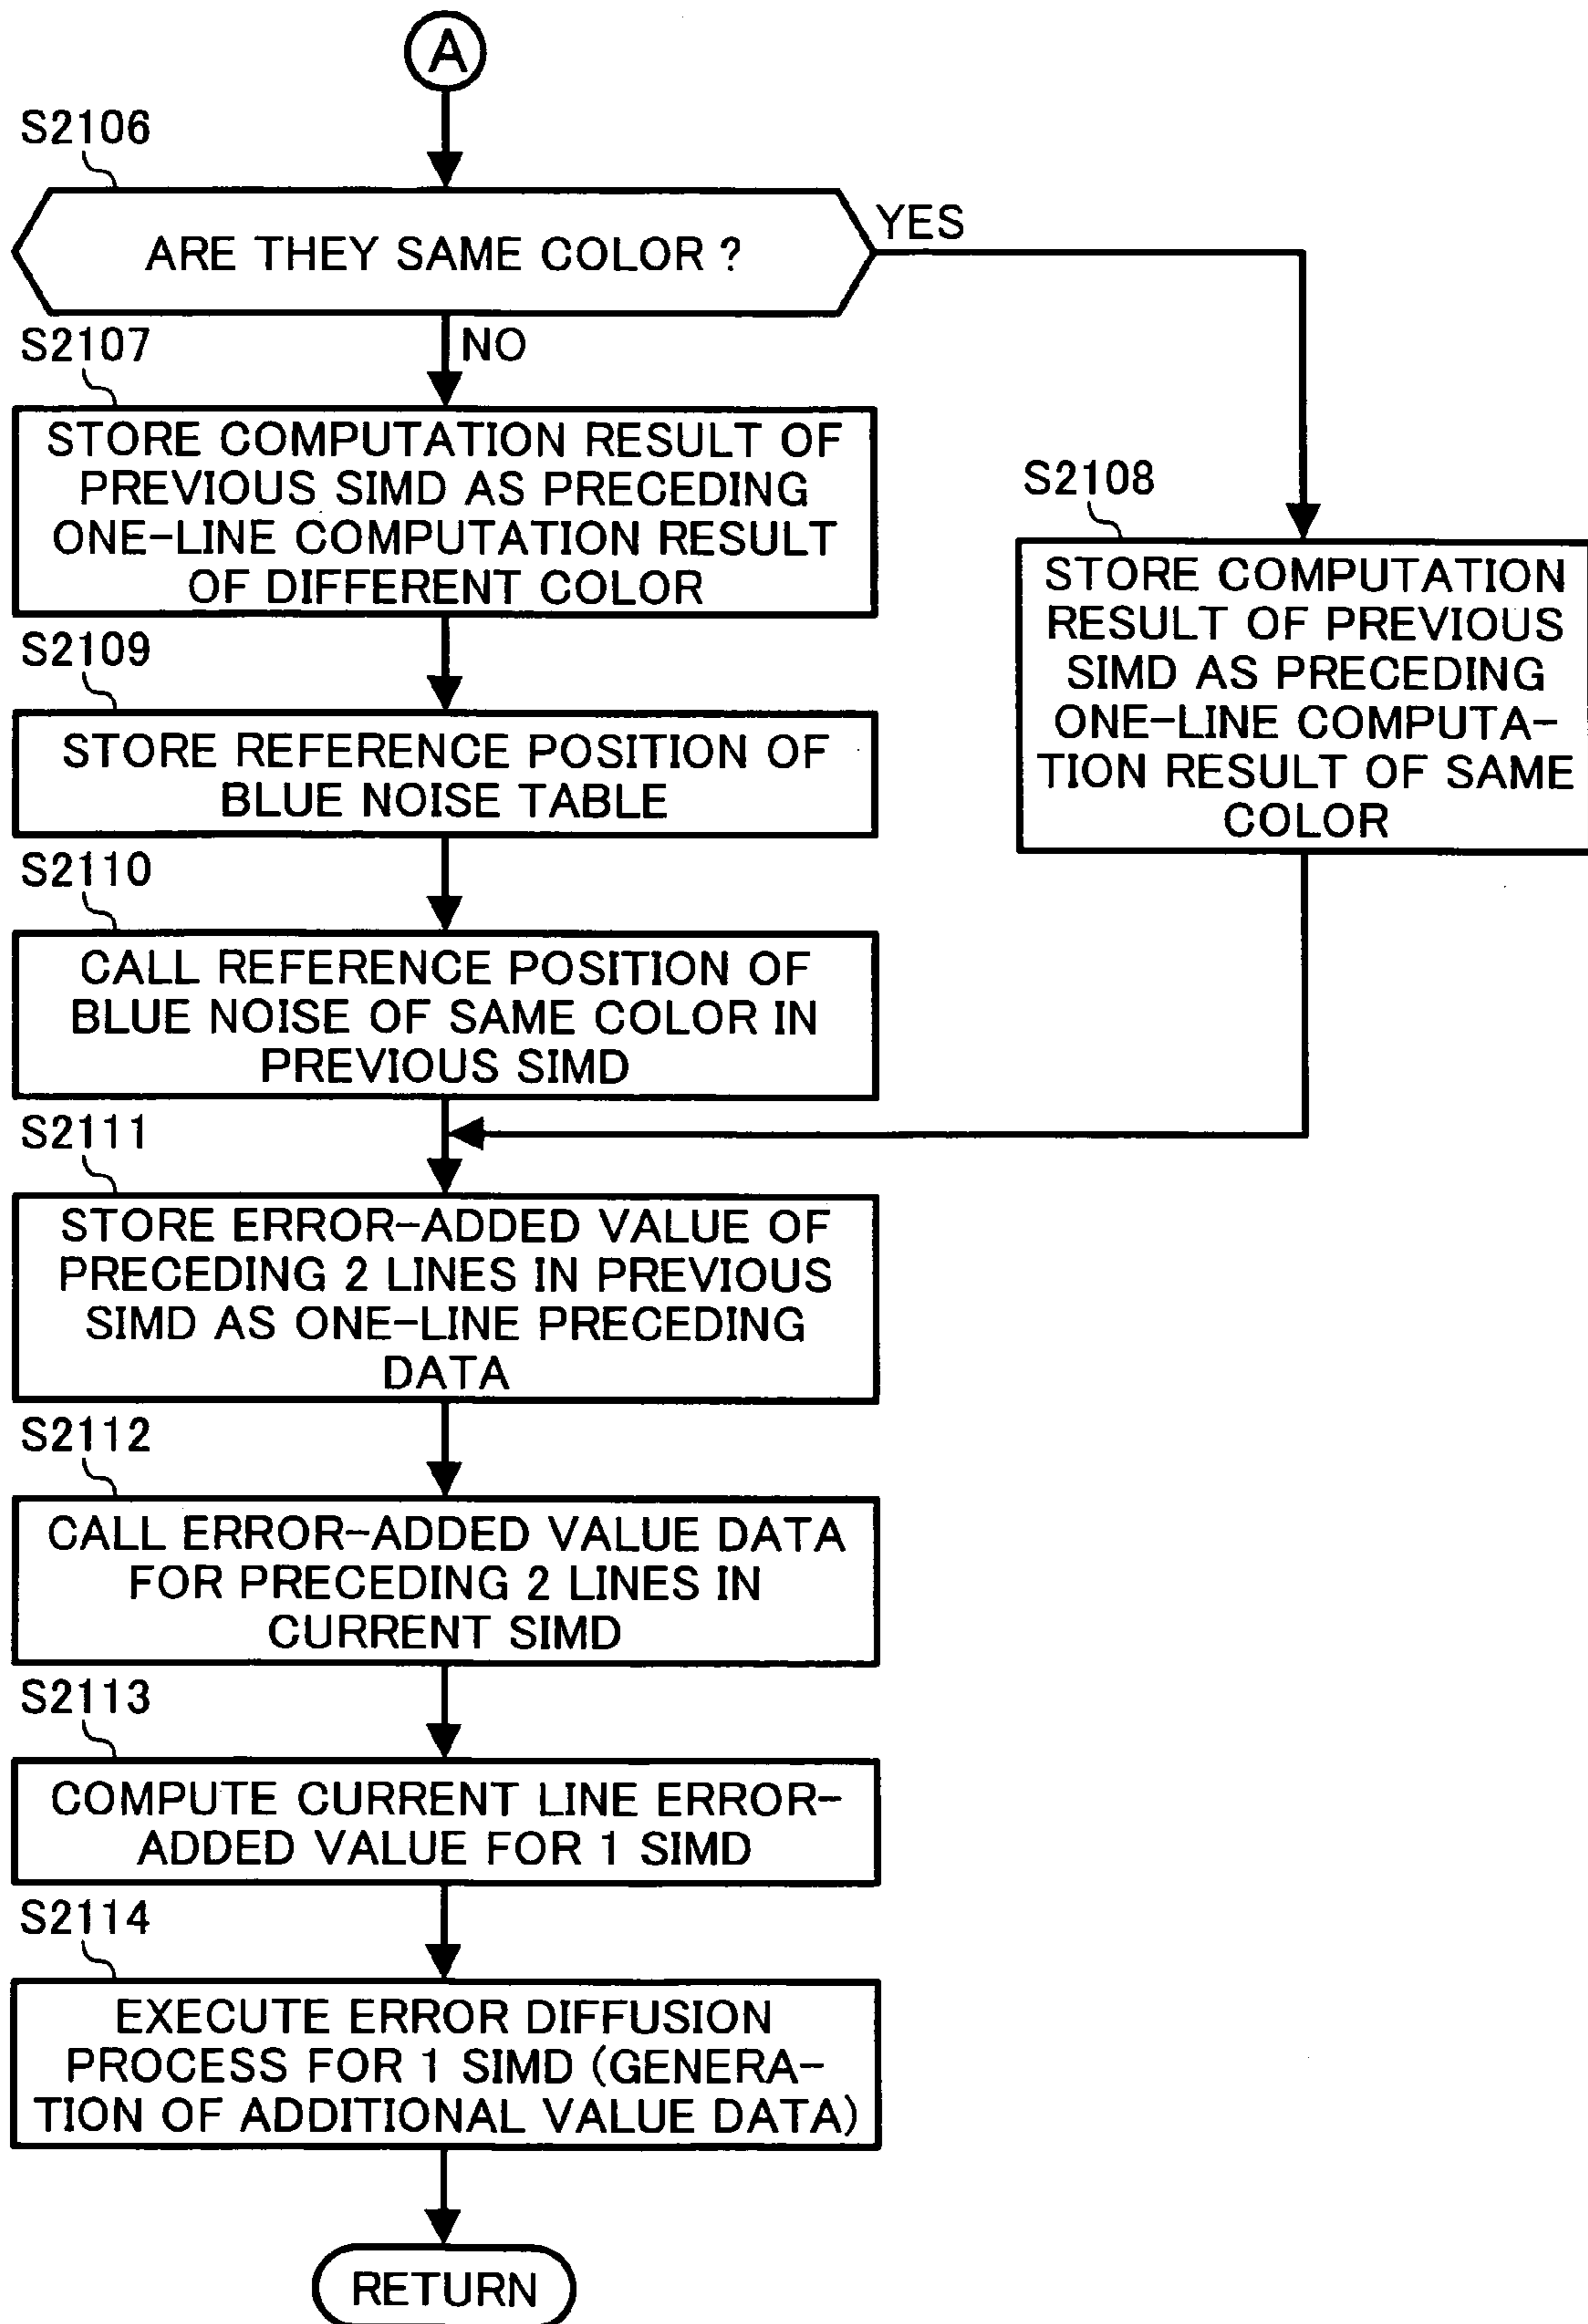 A
S2106
ARE THEY SAME COLOR ?
YES
S2107
NO
STORE COMPUTATION RESULT OF
PREVIOUS SIMD AS PRECEDING
ONE-LINE COMPUTATION RESULT
OF DIFFERENT COLOR
S2108
STORE COMPUTATION
RESULT OF PREVIOUS
SIMD AS PRECEDING
ONE-LINE COMPUTA-
TION RESULT OF SAME
COLOR
S2109
STORE REFERENCE POSITION OF
BLUE NOISE TABLE
S2110
CALL REFERENCE POSITION OF
BLUE NOISE OF SAME COLOR IN
PREVIOUS SIMD
S2111
STORE ERROR-ADDED VALUE OF
PRECEDING 2 LINES IN PREVIOUS
SIMD AS ONE-LINE PRECEDING
DATA
S2112
CALL ERROR-ADDED VALUE DATA
FOR PRECEDING 2 LINES IN
CURRENT SIMD
S2113
COMPUTE CURRENT LINE ERROR-
ADDED VALUE FOR 1 SIMD
S2114
EXECUTE ERROR DIFFUSION
PROCESS FOR 1 SIMD (GENERA-
TION OF ADDITIONAL VALUE DATA)
RETURN